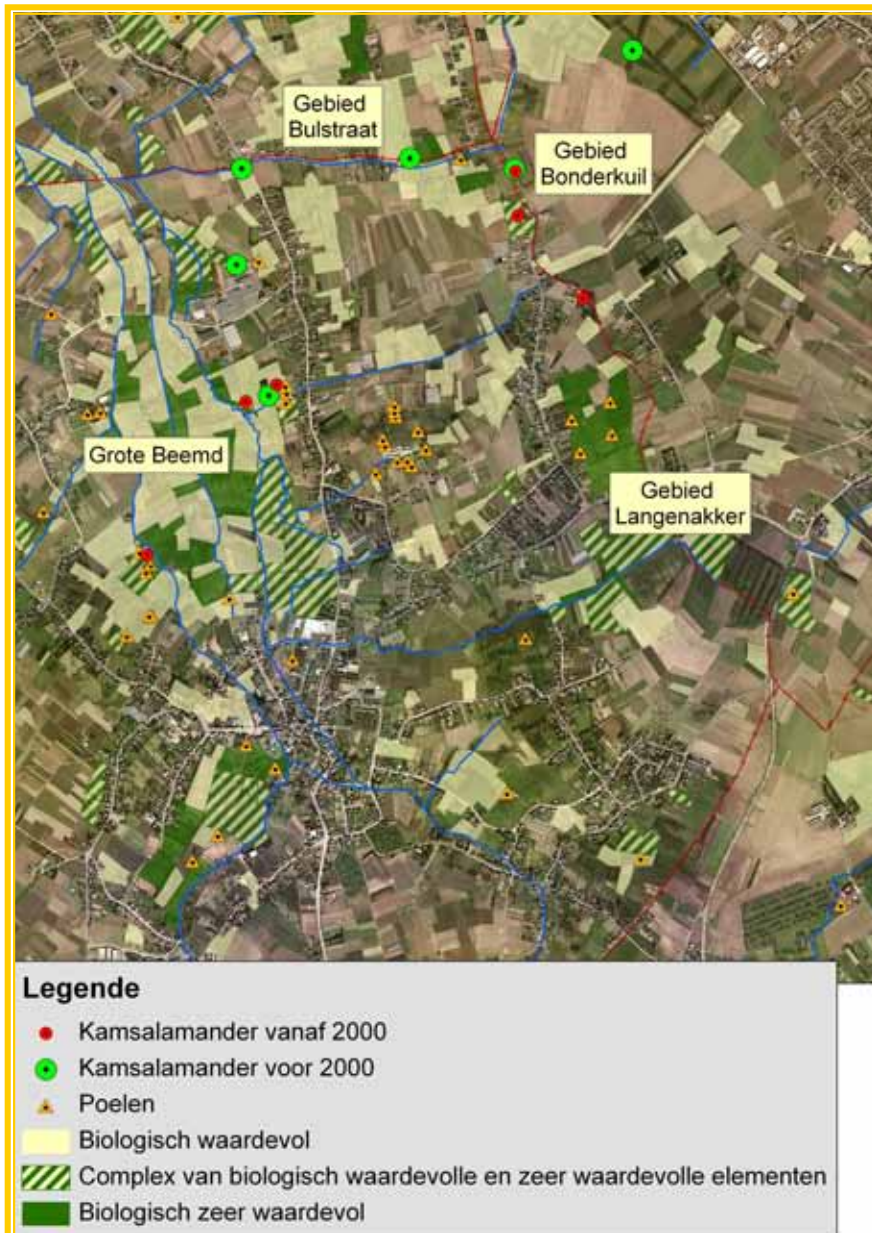 Gebied
Bulstraat
Gebied
Bonderkuil
Grote Beemd
Gebied
Langenakker
Legende
Kamsalamander vanaf 2000
Kamsalamander voor 2000
Poelen
Biologisch waardevol
Complex van biologisch waardevolle en zeer waardevolle elementen
Biologisch zeer waardevol